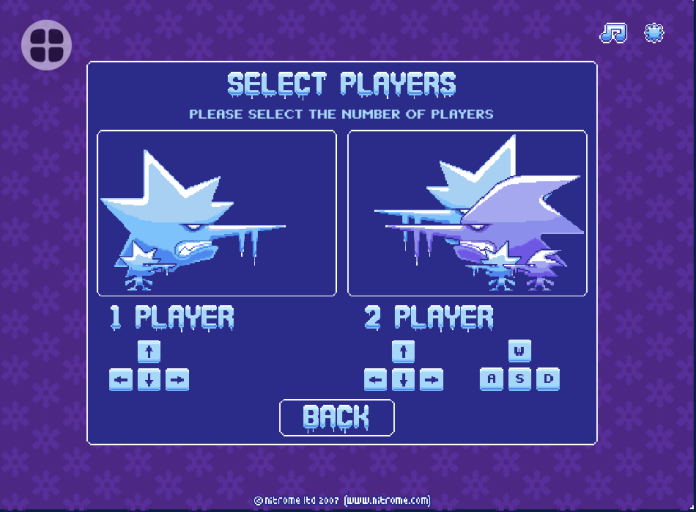 SELECT PLAYERS
PLEASE SELECT THE NUMBER OF PLAYERS
1 PLAYER
2 PLAYER
W
A S D
BACK
© nitrome ltd 2007 (www.nitrome.com)